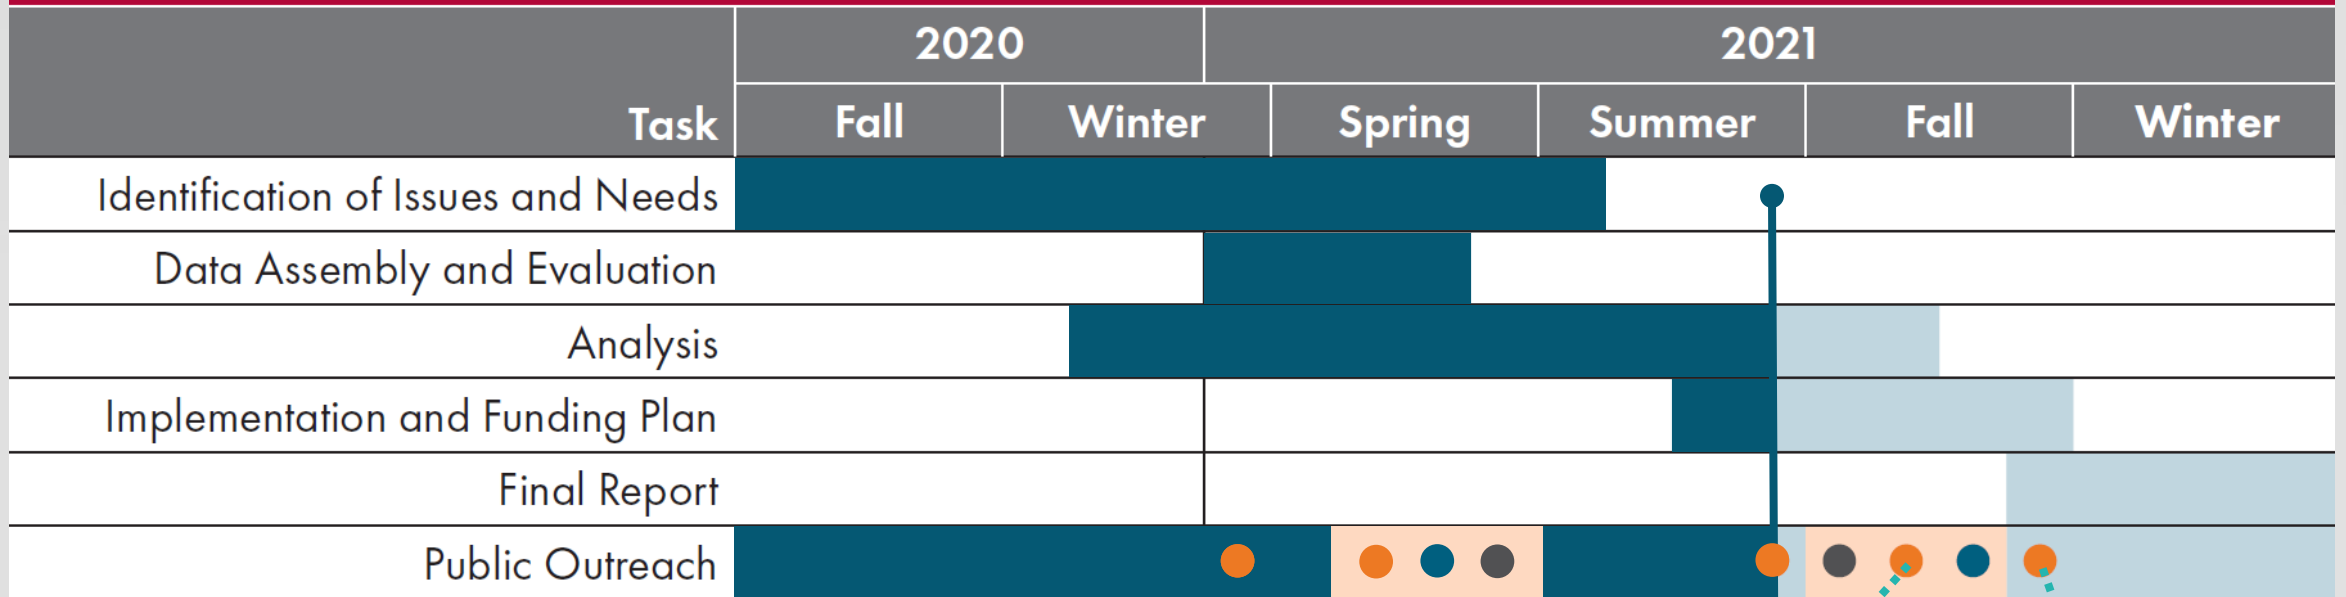 2020 2021
Task Fall Winter Spring Summer Fall Winter
Identification of Issues and Needs
Data Assembly and Evaluation
Analysis
Implementation and Funding Plan
Final Report
Public Outreach